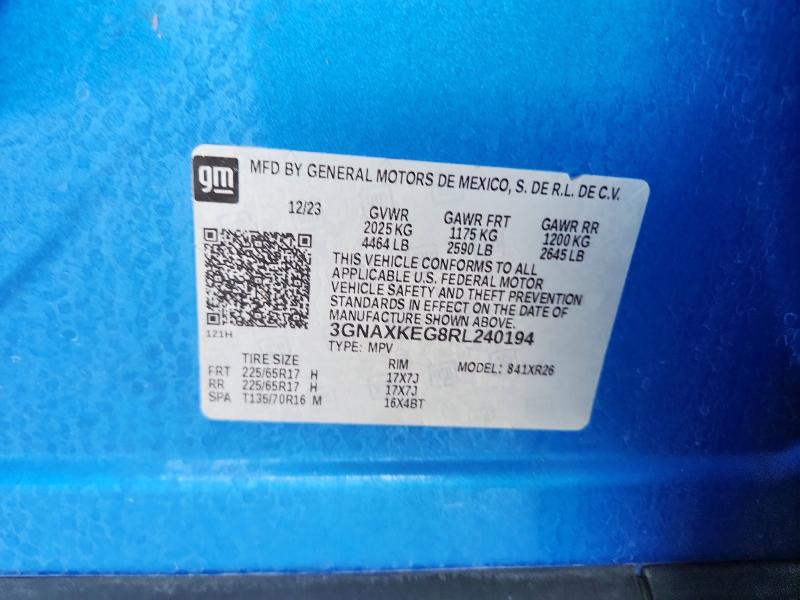 gm
MFD BY GENERAL MOTORS DE MEXICO, S. DE R.L. DE C.V.
12/23 GVWR GAWR FRT GAWR RR
2025 KG 1175 KG 1200 KG
4464 LB 2590 LB 2645 LB
THIS VEHICLE CONFORMS TO ALL
APPLICABLE U.S. FEDERAL MOTOR
VEHICLE SAFETY AND THEFT PREVENTION
STANDARDS IN EFFECT ON THE DATE OF
MANUFACTURE SHOWN ABOVE.
121H
3GNAXKEG8RL240194
TYPE: MPV
TIRE SIZE RIM MODEL: 841XR26
FRT 225/65R17 H 17X7J
RR 225/65R17 H 17X7J
SPA T135/70R16 M 16X4BT